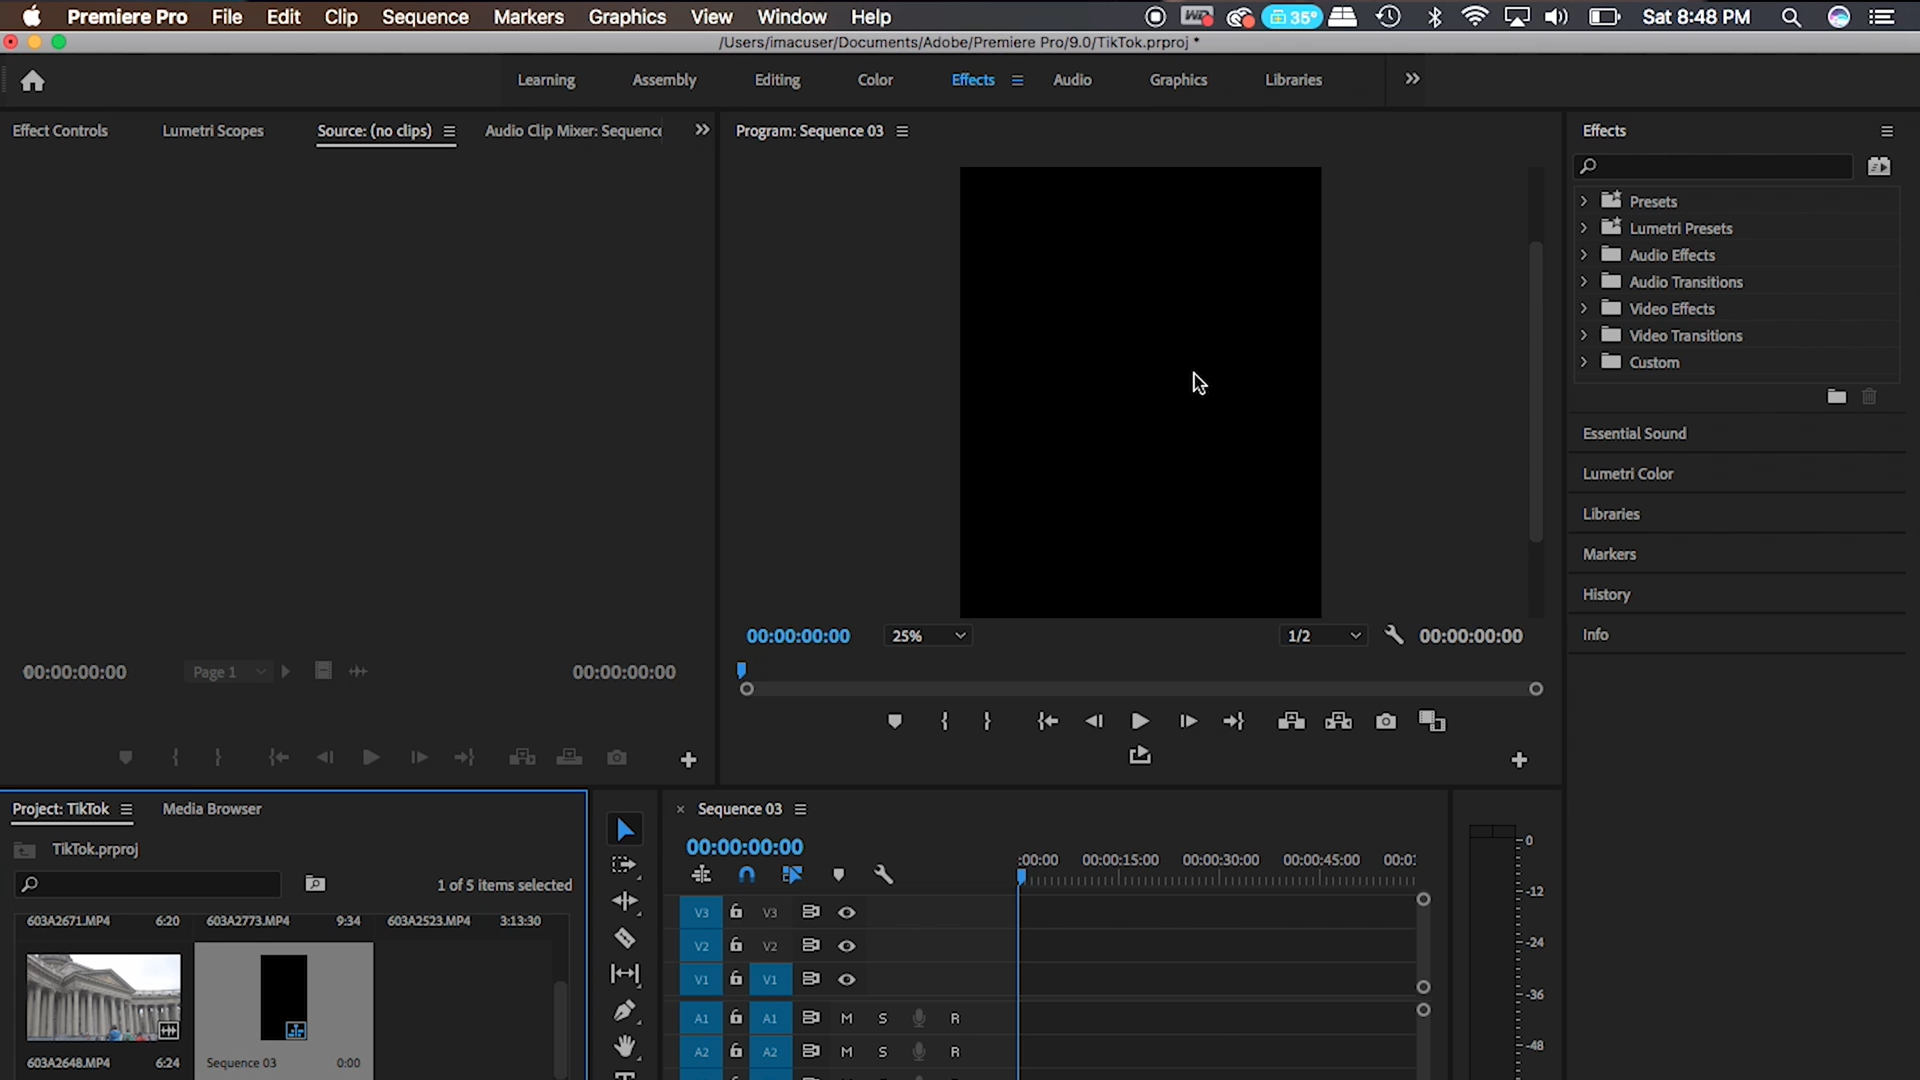 Premiere Pro File Edit Clip Sequence Markers Graphics View Window Help 35° Sat 8:48 PM
/Users/imacuser/Documents/Adobe/Premiere Pro/9.0/TikTok.prproj *
Learning Assembly Editing Color Effects Audio Graphics Libraries
Effect Controls Lumetri Scopes Source: (no clips) Audio Clip Mixer: Sequence
Program: Sequence 03
Effects
Presets
Lumetri Presets
Audio Effects
Audio Transitions
Video Effects
Video Transitions
Custom
Essential Sound
Lumetri Color
Libraries
Markers
History
Info
00:00:00:00 25% 1/2 00:00:00:00
00:00:00:00 Page 1 00:00:00:00
Project: TikTok Media Browser
TikTok.prproj
1 of 5 items selected
603A2671.MP4 6:20 603A2773.MP4 9:34 603A2523.MP4 3:13:30
603A2648.MP4 6:24 Sequence 03 0:00
Sequence 03
00:00:00:00
:00:00 00:00:15:00 00:00:30:00 00:00:45:00 00:0
V3 V3
V2 V2
V1 V1
A1 A1 M S R
A2 A2 M S R
0
-12
-24
-36
-48